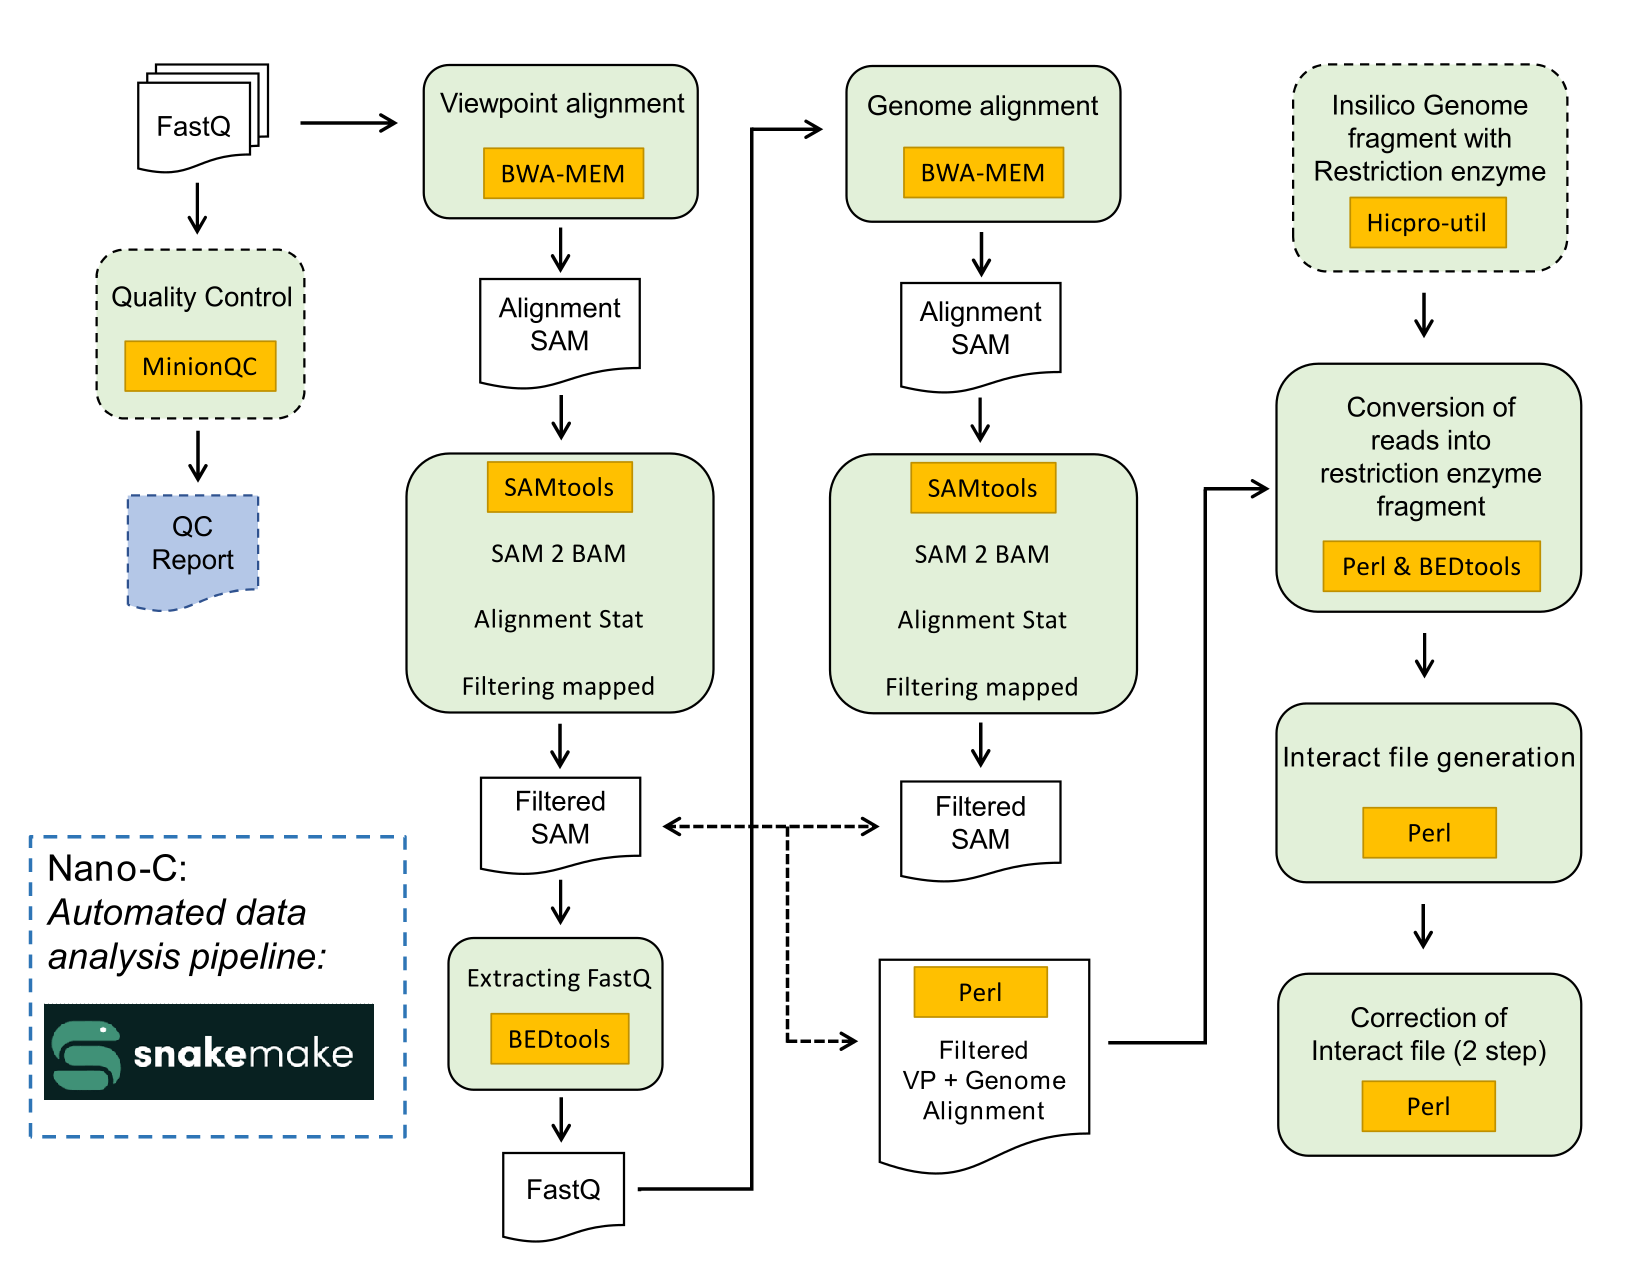 FastQ
Quality Control
MinionQC
QC
Report
Nano-C:
Automated data
analysis pipeline:
snakemake
Viewpoint alignment
BWA-MEM
Alignment
SAM
SAMtools
SAM 2 BAM
Alignment Stat
Filtering mapped
Filtered
SAM
Extracting FastQ
BEDtools
FastQ
Genome alignment
BWA-MEM
Alignment
SAM
SAMtools
SAM 2 BAM
Alignment Stat
Filtering mapped
Filtered
SAM
Perl
Filtered
VP + Genome
Alignment
Insilico Genome
fragment with
Restriction enzyme
Hicpro-util
Conversion of
reads into
restriction enzyme
fragment
Perl & BEDtools
Interact file generation
Perl
Correction of
Interact file (2 step)
Perl